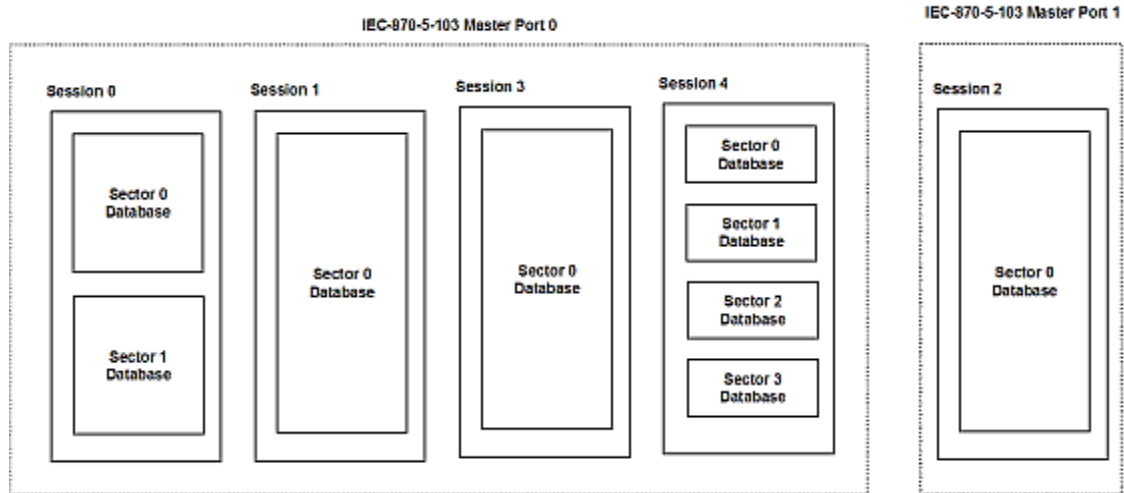 IEC-870-5-103 Master Port 0
Session 0
Sector 0
Database
Sector 1
Database
Session 1
Sector 0
Database
Session 3
Sector 0
Database
Session 4
Sector 0
Database
Sector 1
Database
Sector 2
Database
Sector 3
Database
IEC-870-5-103 Master Port 1
Session 2
Sector 0
Database